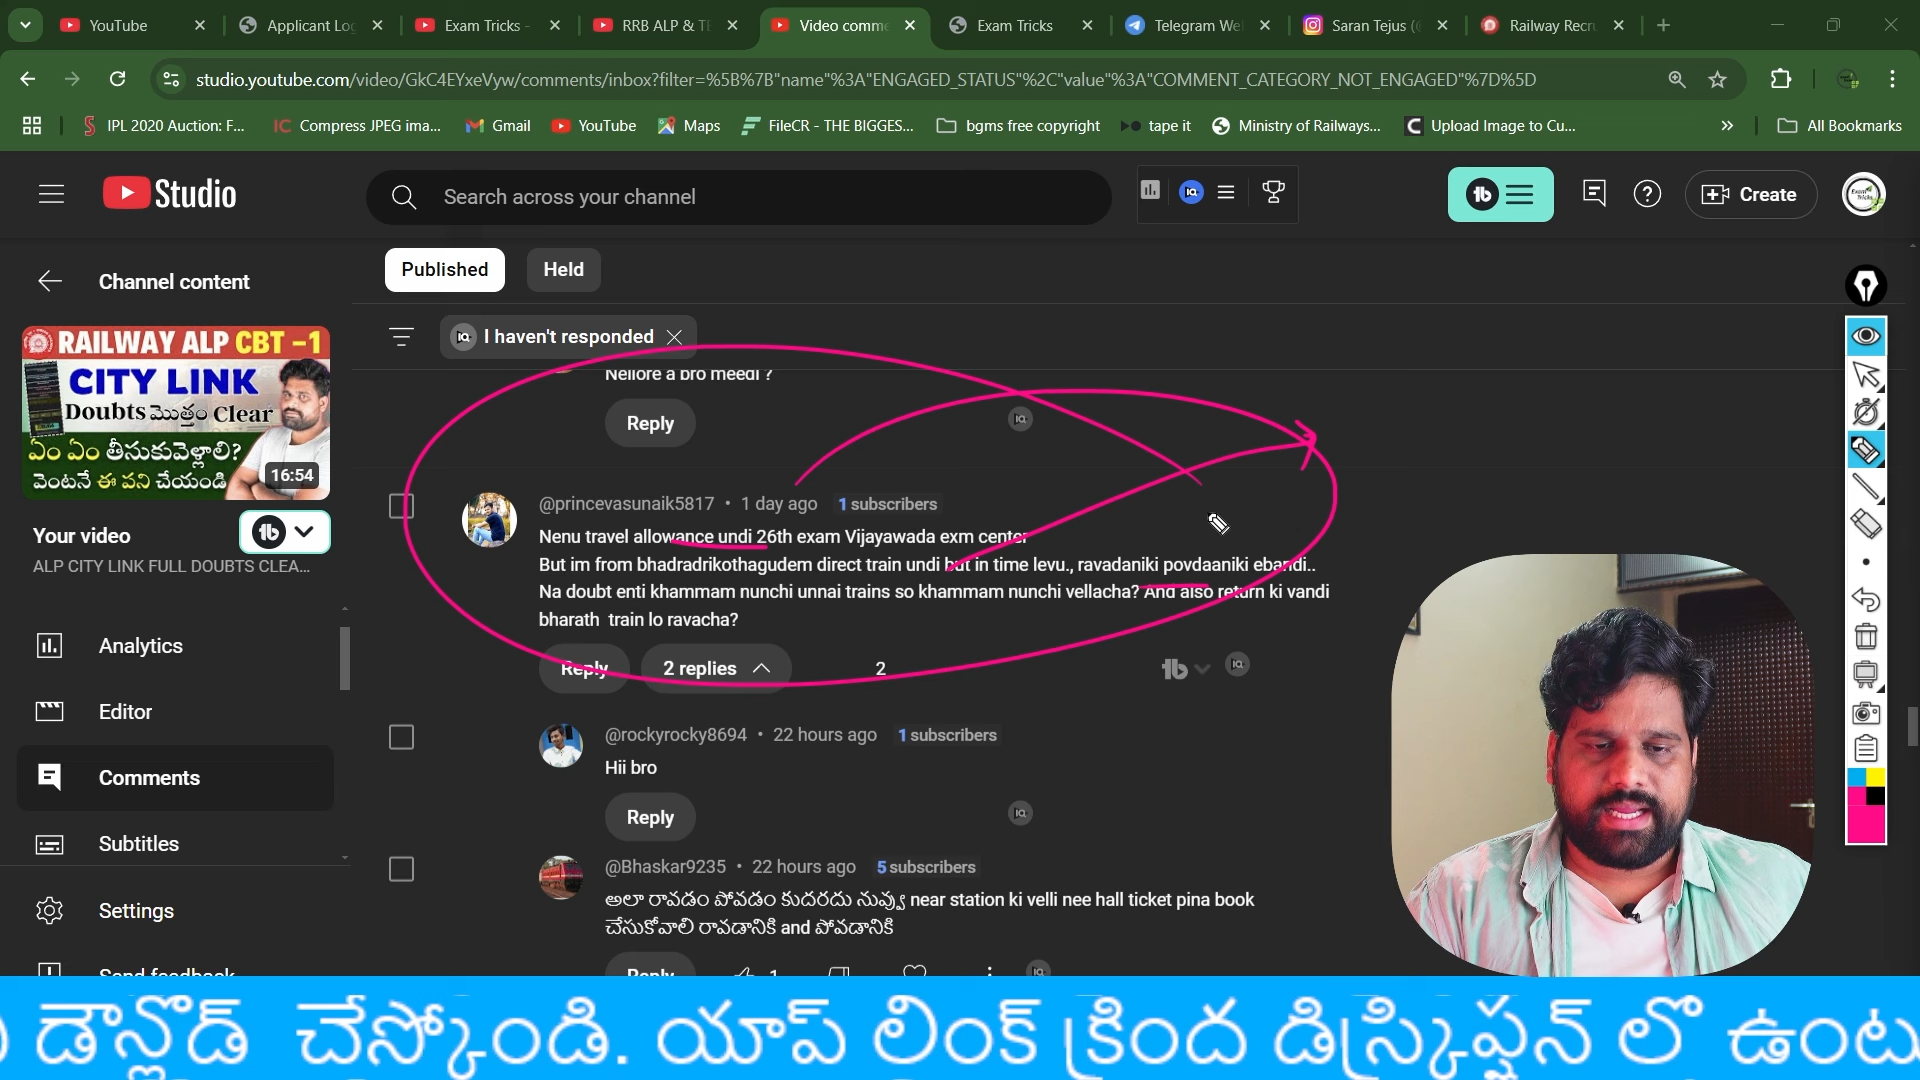 YouTube
Applicant Log
Exam Tricks -
RRB ALP & TE
Video comme
Exam Tricks
Telegram We
Saran Tejus (
Railway Recr
studio.youtube.com/video/GkC4EYxeVyw/comments/inbox?filter=%5B%7B"name"%3A"ENGAGED_STATUS"%2C"value"%3A"COMMENT_CATEGORY_NOT_ENGAGED"%7D%5D
IPL 2020 Auction: F...
Compress JPEG ima...
Gmail
YouTube
Maps
FileCR - THE BIGGES...
bgms free copyright
tape it
Ministry of Railways...
Upload Image to Cu...
All Bookmarks
Studio
Search across your channel
Create
Channel content
Published
Held
I haven't responded
RAILWAY ALP CBT -1
CITY LINK
Doubts మొత్తం Clear
ఏం ఏం తీసుకువెళ్లాలి?
వెంటనే ఈ పని చేయండి
16:54
Your video
ALP CITY LINK FULL DOUBTS CLEA...
Analytics
Editor
Comments
Subtitles
Settings
Send feedback
Nellore a bro meedi ?
Reply
@princevasunaik5817 • 1 day ago 1 subscribers
Nenu travel allowance undi 26th exam Vijayawada exm center
But im from bhadradrikothagudem direct train undi but in time levu., ravadaniki povdaaniki ebandi..
Na doubt enti khammam nunchi unnai trains so khammam nunchi vellacha? And also return ki vandi
bharath train lo ravacha?
Reply
2 replies
2
@rockyrocky8694 • 22 hours ago 1 subscribers
Hii bro
Reply
@Bhaskar9235 • 22 hours ago 5 subscribers
అలా రావడం పోవడం కుదరదు నువ్వు near station ki velli nee hall ticket pina book
చేసుకోవాలి రావడానికి and పోవడానికి
Reply
1
డౌన్లొడ్ చేస్కోండి. యాప్ లింక్ క్రింద డిస్క్రిప్షన్ లొ ఉంటు